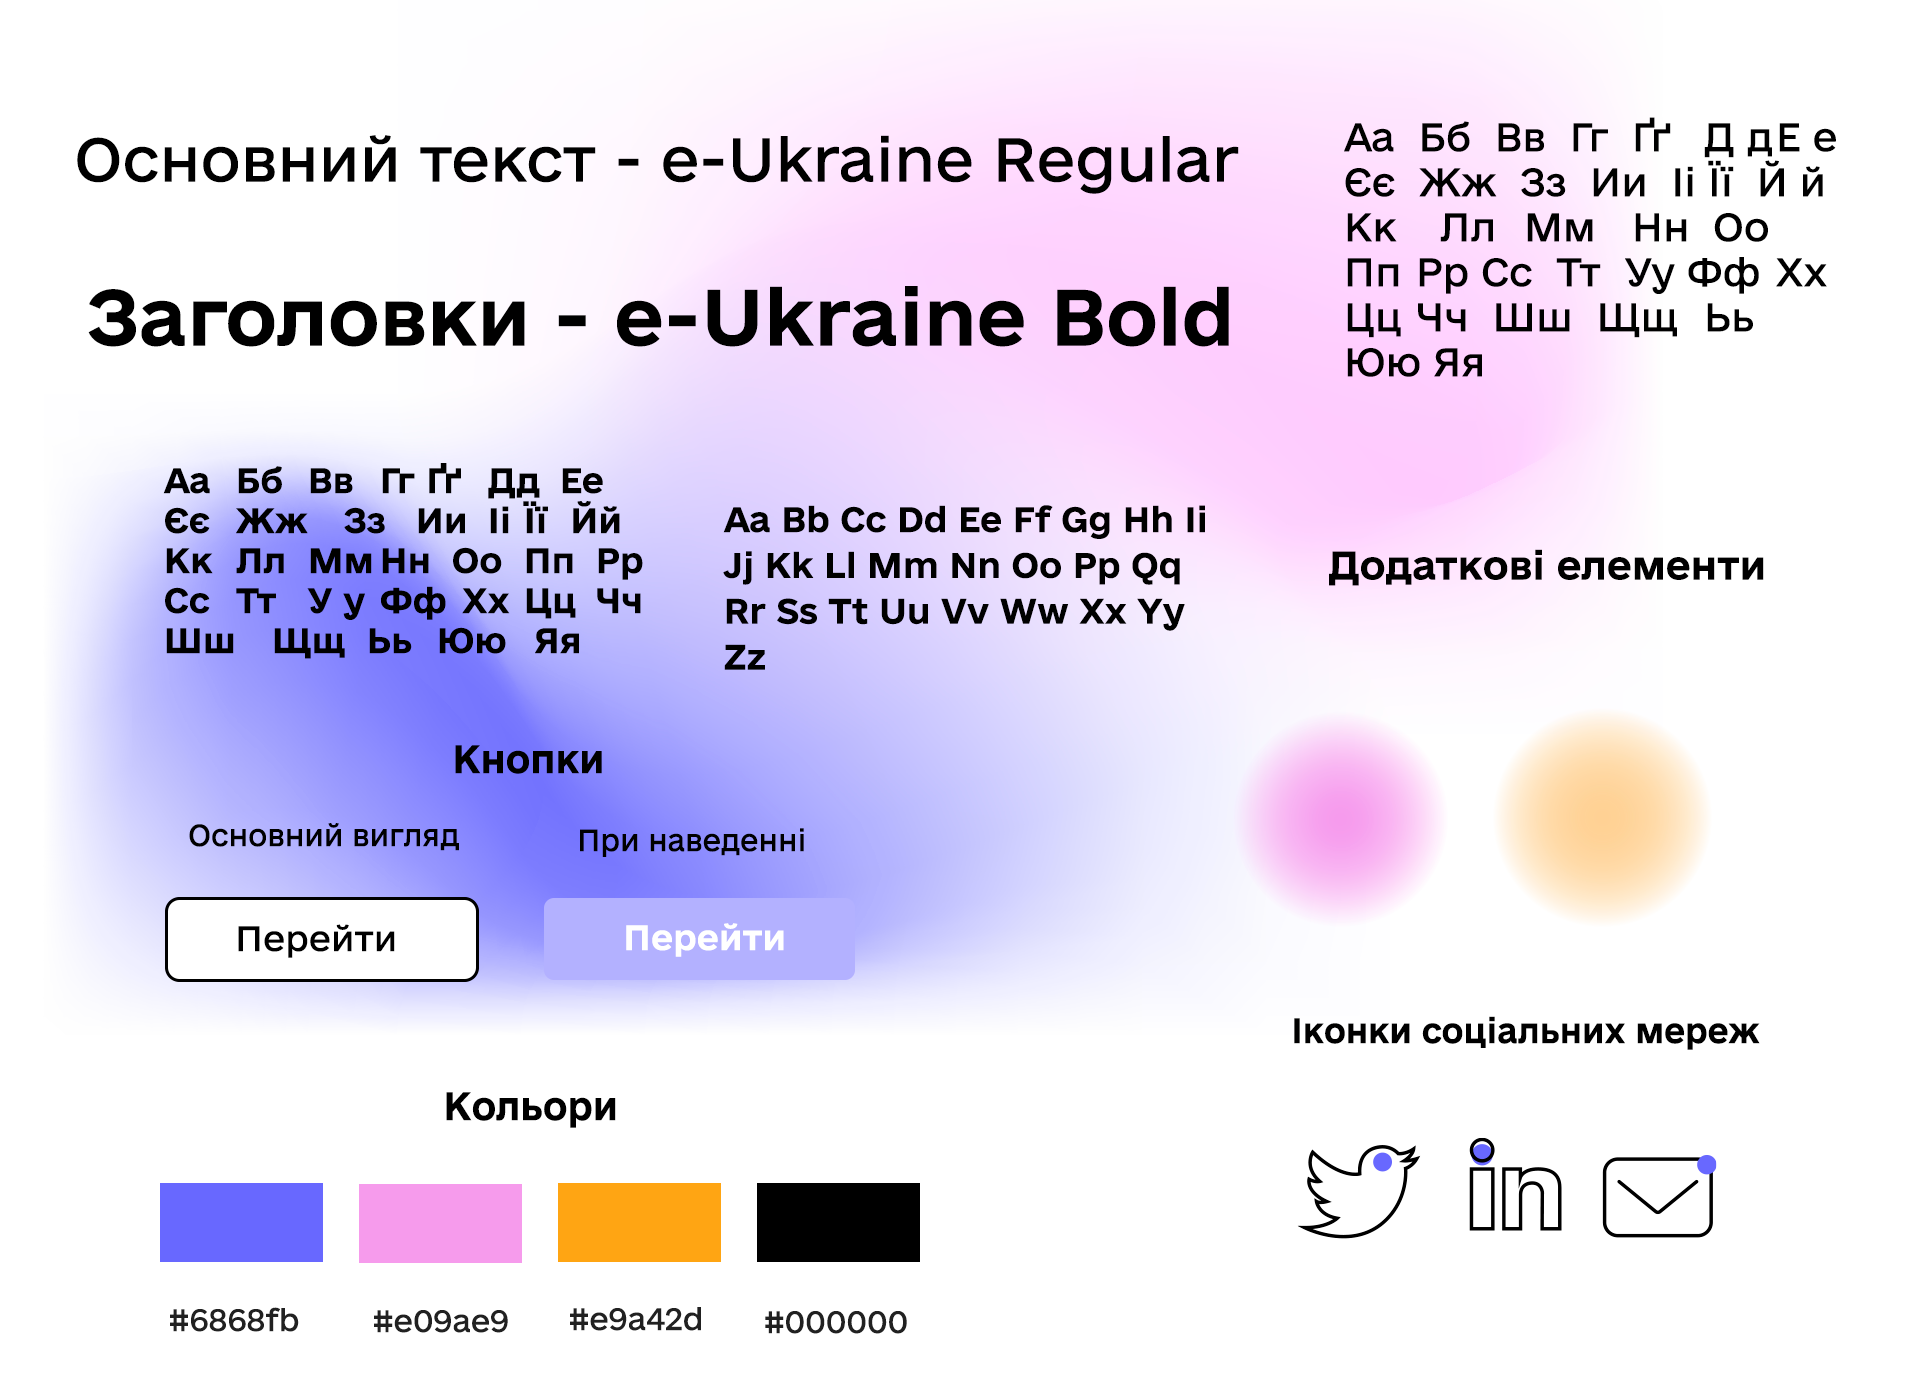 Основний текст - e-Ukraine Regular
Заголовки - e-Ukraine Bold
Аа Бб Вв Гг Ґґ Д дЕ е
Єє Жж Зз Ии Іі Її Й й
Кк Лл Мм Нн Оо
Пп Рр Сс Тт Уу Фф Хх
Цц Чч Шш Щщ Ьь
Юю Яя
Аа Бб Вв Гг Ґґ Дд Ее
Єє Жж Зз Ии Іі Її Йй
Кк Лл Мм Нн Оо Пп Рр
Сс Тт У у Фф Хх Цц Чч
Шш Щщ Ьь Юю Яя
Aa Bb Cc Dd Ee Ff Gg Hh Ii
Jj Kk Ll Mm Nn Oo Pp Qq
Rr Ss Tt Uu Vv Ww Xx Yy
Zz
Додаткові елементи
Кнопки
Основний вигляд
При наведенні
Перейти
Перейти
Іконки соціальних мереж
in
Кольори
#6868fb
#e09ae9
#e9a42d
#000000